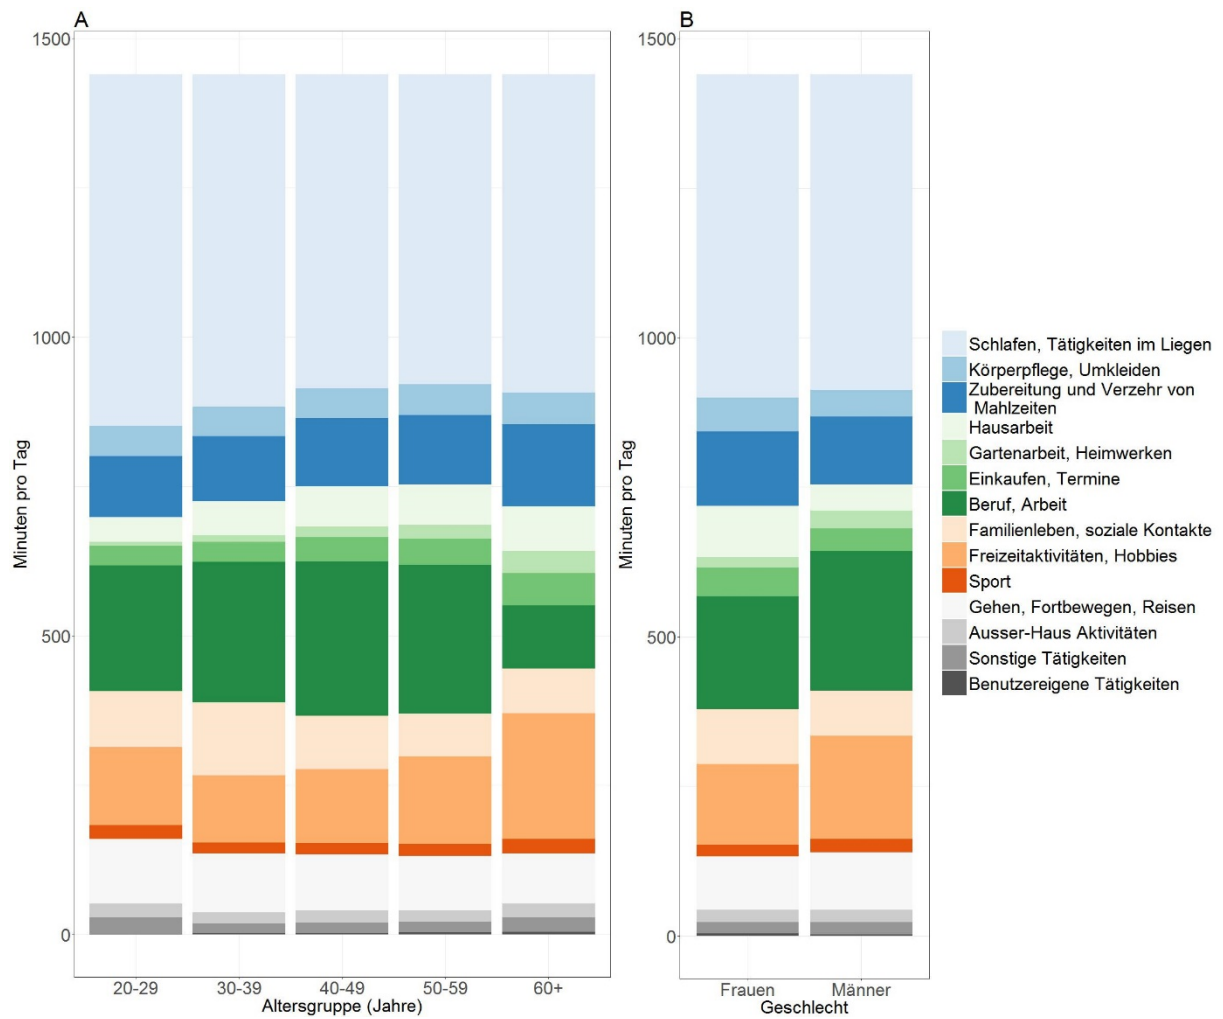 A
1500
1000
500
0
Minuten pro Tag
20-29
30-39
40-49
50-59
60+
Altersgruppe (Jahre)
B
1500
1000
500
0
Minuten pro Tag
Frauen
Männer
Geschlecht
Schlafen, Tätigkeiten im Liegen
Körperpflege, Umkleiden
Zubereitung und Verzehr von
Mahlzeiten
Hausarbeit
Gartenarbeit, Heimwerken
Einkaufen, Termine
Beruf, Arbeit
Familienleben, soziale Kontakte
Freizeitaktivitäten, Hobbies
Sport
Gehen, Fortbewegen, Reisen
Ausser-Haus Aktivitäten
Sonstige Tätigkeiten
Benutzereigene Tätigkeiten